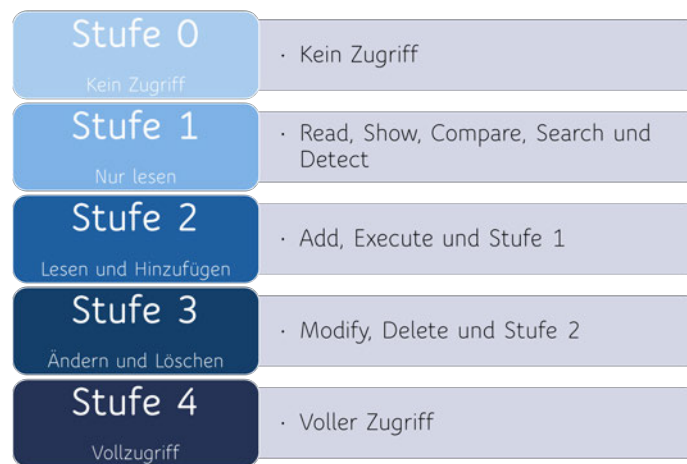 Stufe 0
Kein Zugriff
· Kein Zugriff
Stufe 1
Nur lesen
· Read, Show, Compare, Search und
Detect
Stufe 2
Lesen und Hinzufügen
· Add, Execute und Stufe 1
Stufe 3
Ändern und Löschen
· Modify, Delete und Stufe 2
Stufe 4
Vollzugriff
· Voller Zugriff